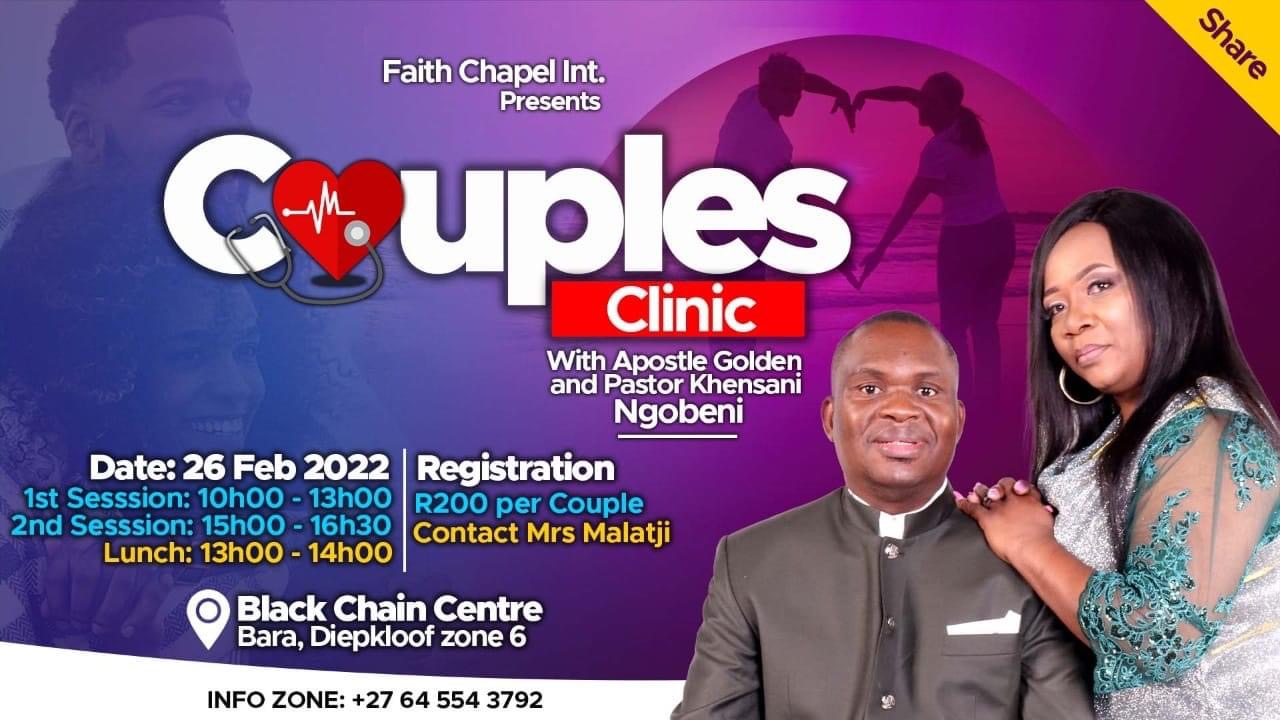 Share
Faith Chapel Int.
Presents
Couples
Clinic
With Apostle Golden
and Pastor Khensani
Ngobeni
Date: 26 Feb 2022
1st Sesssion: 10h00 - 13h00
2nd Sesssion: 15h00 - 16h30
Lunch: 13h00 - 14h00
Registration
R200 per Couple
Contact Mrs Malatji
Black Chain Centre
Bara, Diepkloof zone 6
INFO ZONE: +27 64 554 3792